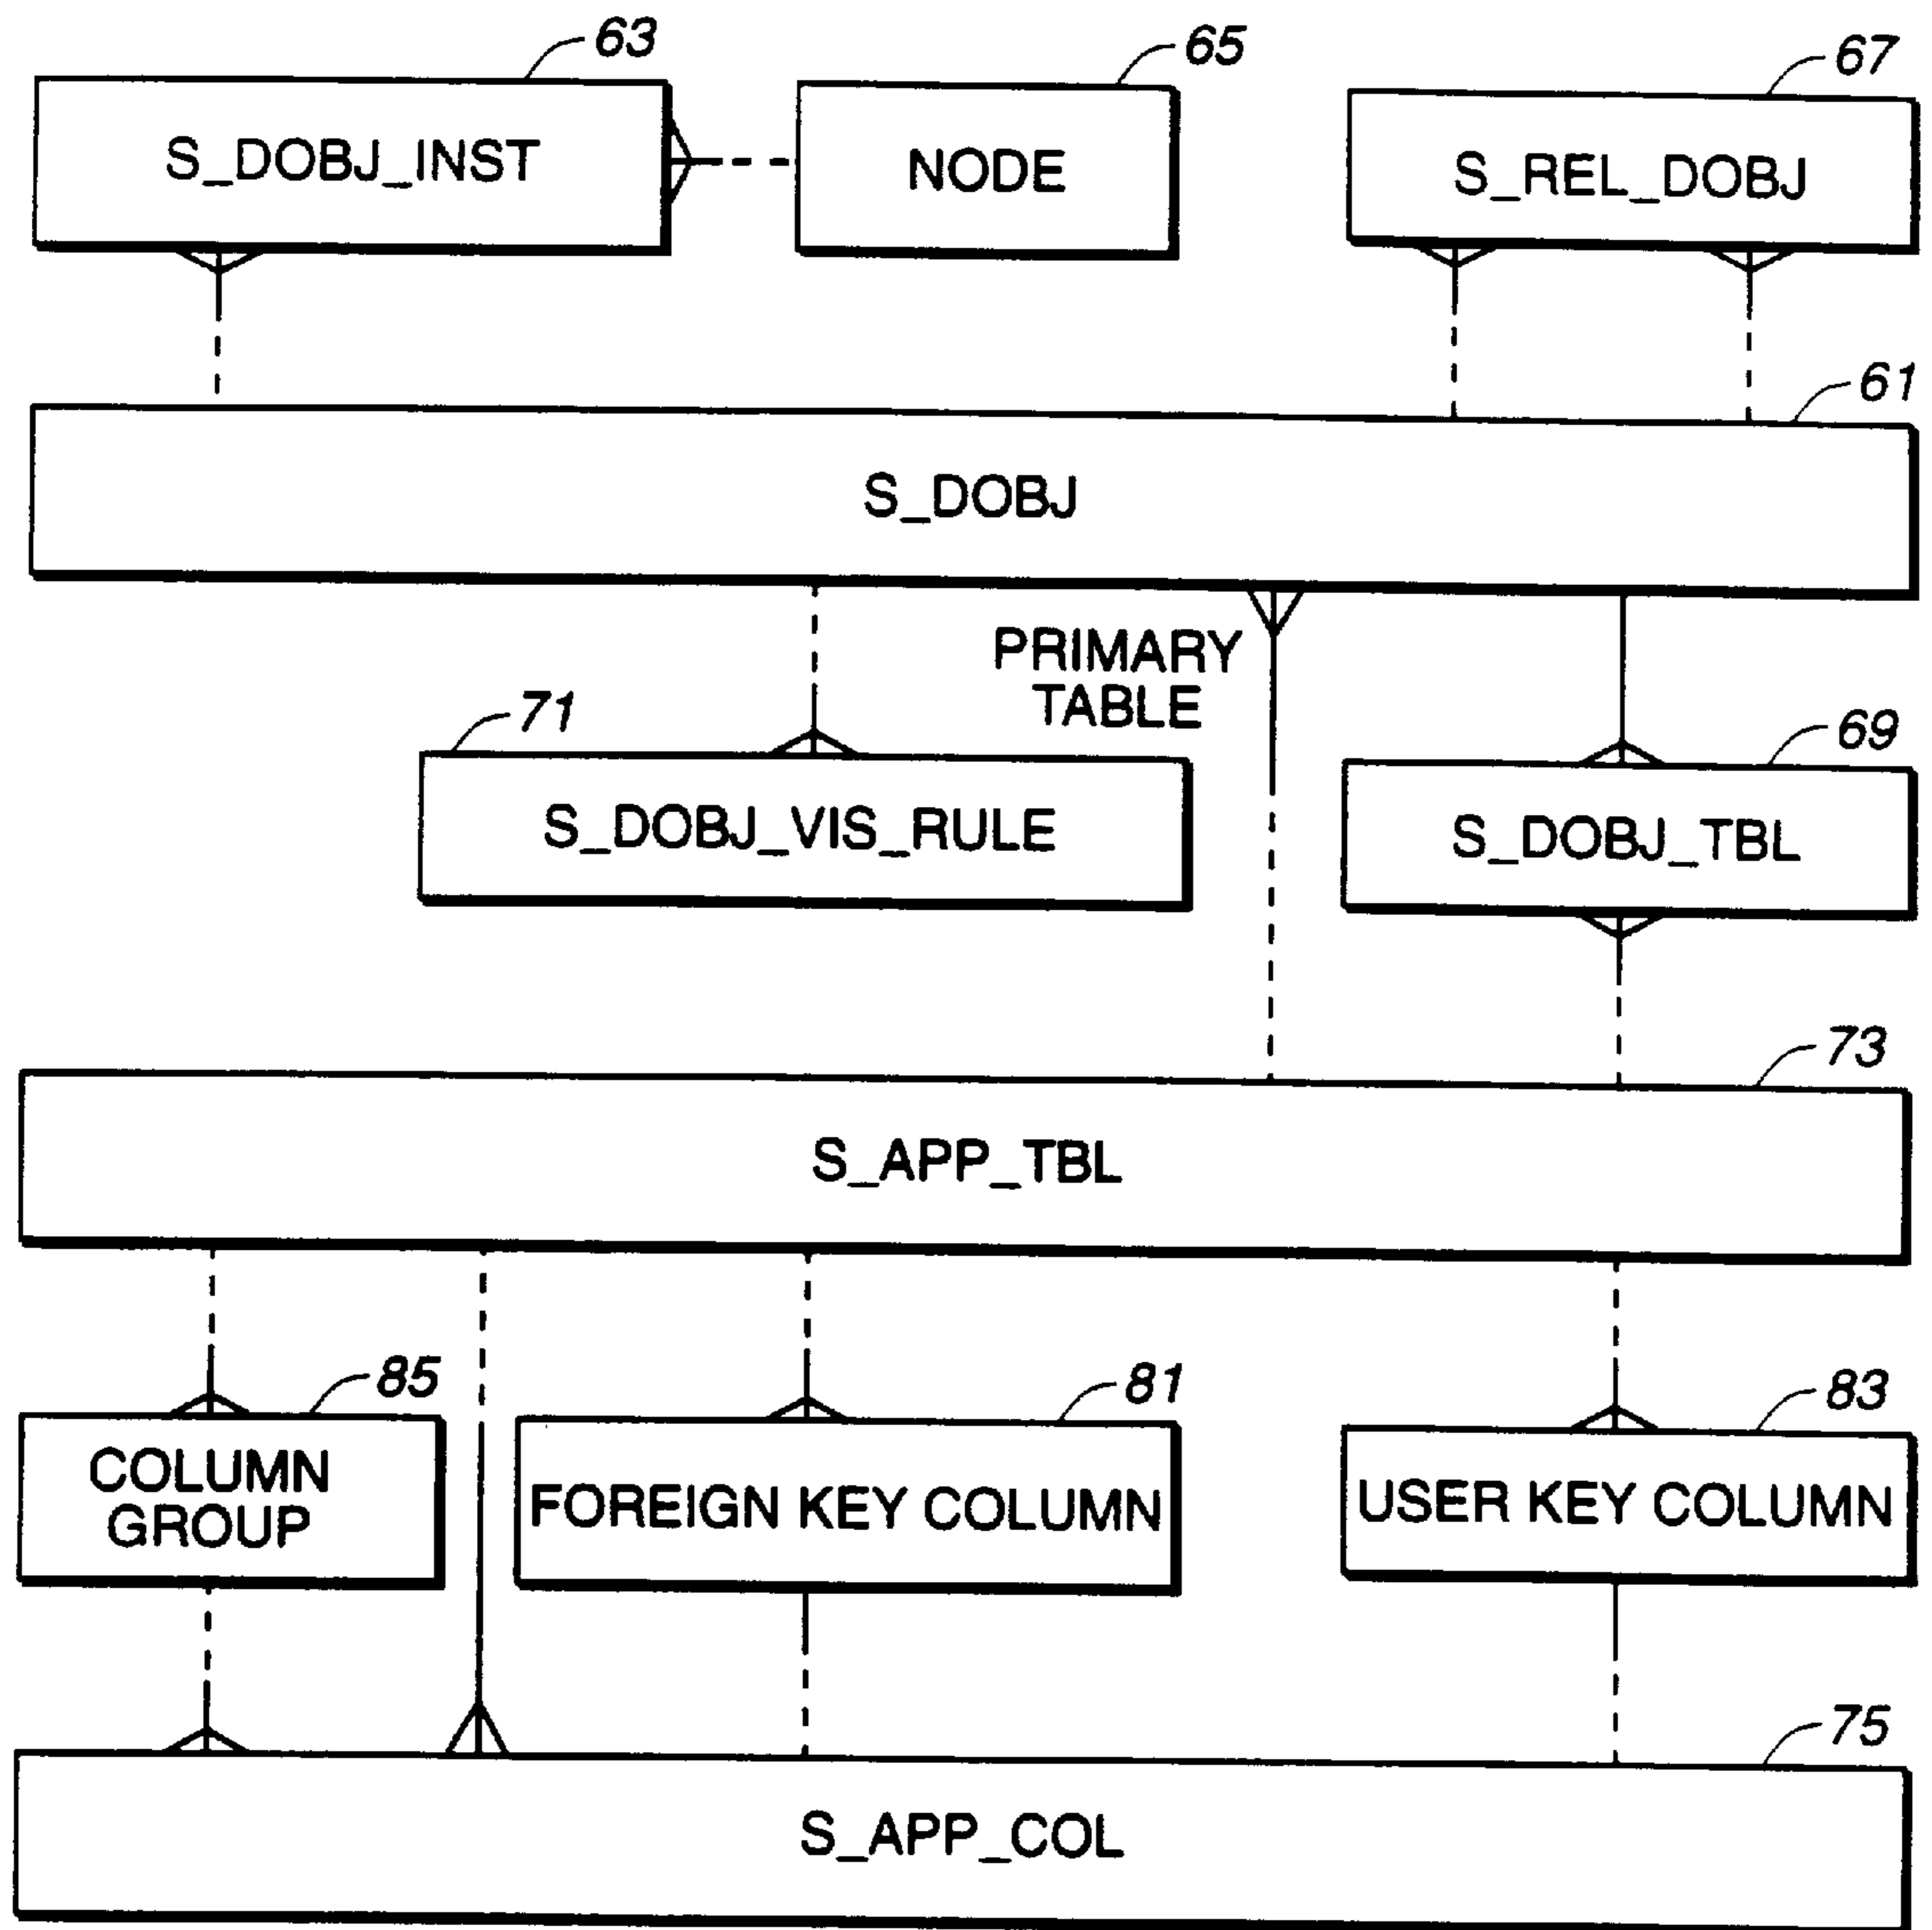 63
65
67
S_DOBJ_INST
NODE
S_REL_DOBJ
61
S_DOBJ
PRIMARY
TABLE
71
69
S_DOBJ_VIS_RULE
S_DOBJ_TBL
73
S_APP_TBL
85
81
83
COLUMN
GROUP
FOREIGN KEY COLUMN
USER KEY COLUMN
75
S_APP_COL